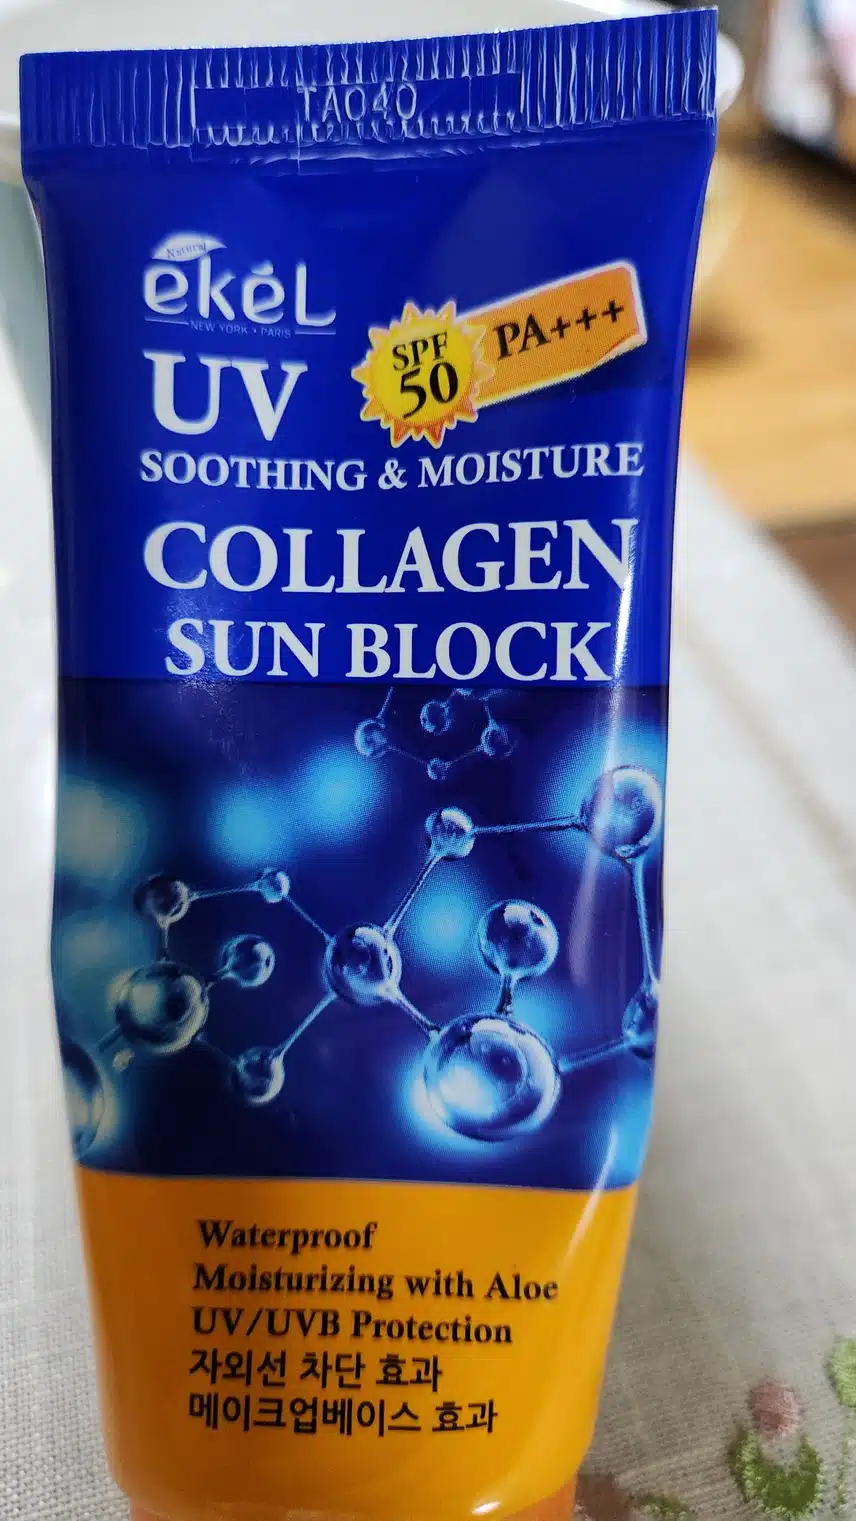 TA040
Natural
ekēL
NEW YORK • PARIS
SPF
50
PA+++
UV
SOOTHING & MOISTURE
COLLAGEN
SUN BLOCK
Waterproof
Moisturizing with Aloe
UV/UVB Protection
자외선 차단 효과
메이크업베이스 효과